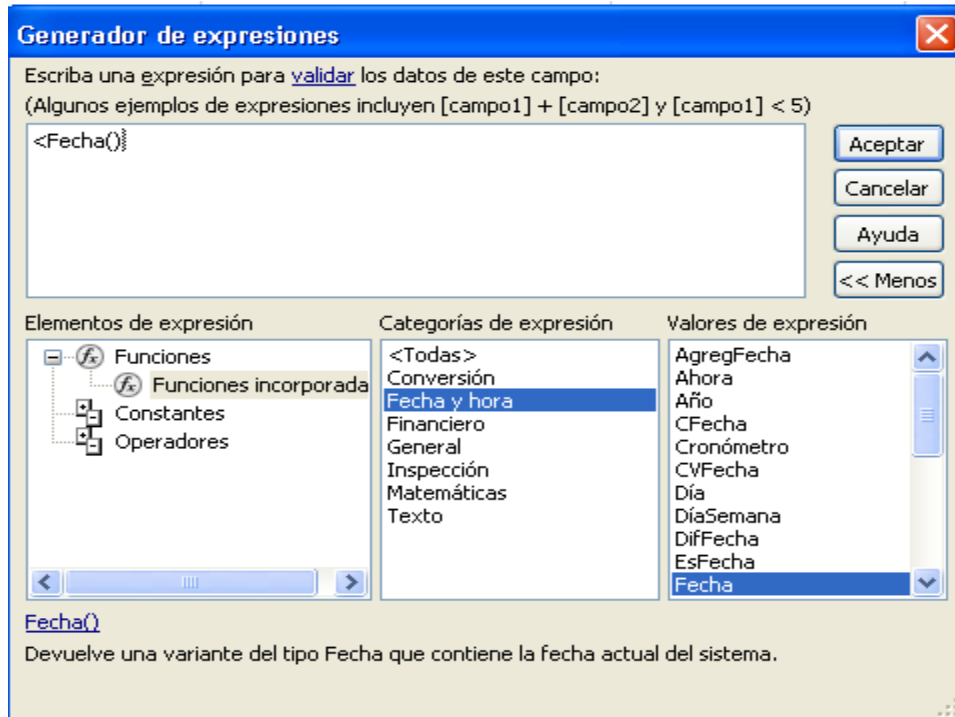 Generador de expresiones
Escriba una expresión para validar los datos de este campo:
(Algunos ejemplos de expresiones incluyen [campo1] + [campo2] y [campo1] < 5)
<Fecha()
Aceptar
Cancelar
Ayuda
<< Menos
Elementos de expresión
Funciones
Funciones incorporada
Constantes
Operadores
Categorías de expresión
<Todas>
Conversión
Fecha y hora
Financiero
General
Inspección
Matemáticas
Texto
Valores de expresión
AgregFecha
Ahora
Año
CFecha
Cronómetro
CVFecha
Día
DíaSemana
DifFecha
EsFecha
Fecha
Fecha()
Devuelve una variante del tipo Fecha que contiene la fecha actual del sistema.